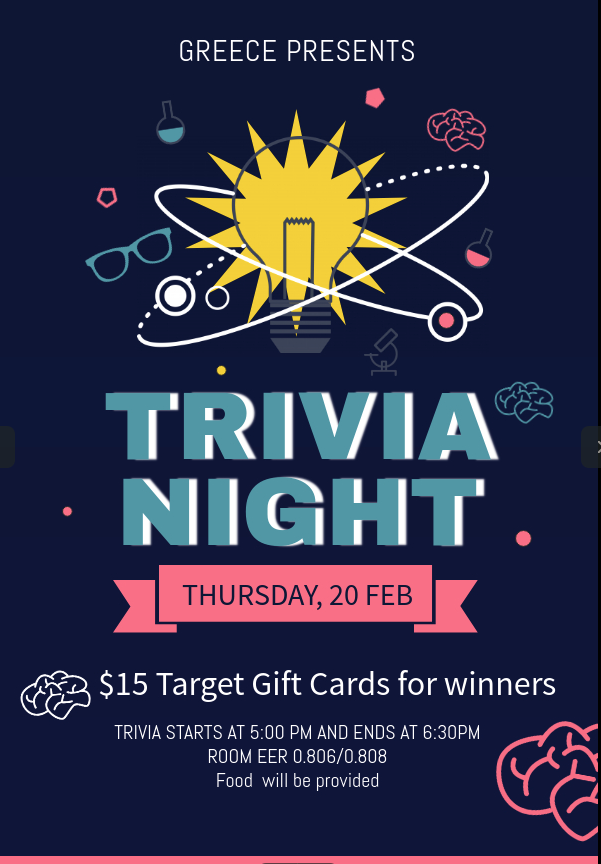 GREECE PRESENTS
TRIVIA
NIGHT
THURSDAY, 20 FEB
$15 Target Gift Cards for winners
TRIVIA STARTS AT 5:00 PM AND ENDS AT 6:30PM
ROOM EER 0.806/0.808
Food will be provided